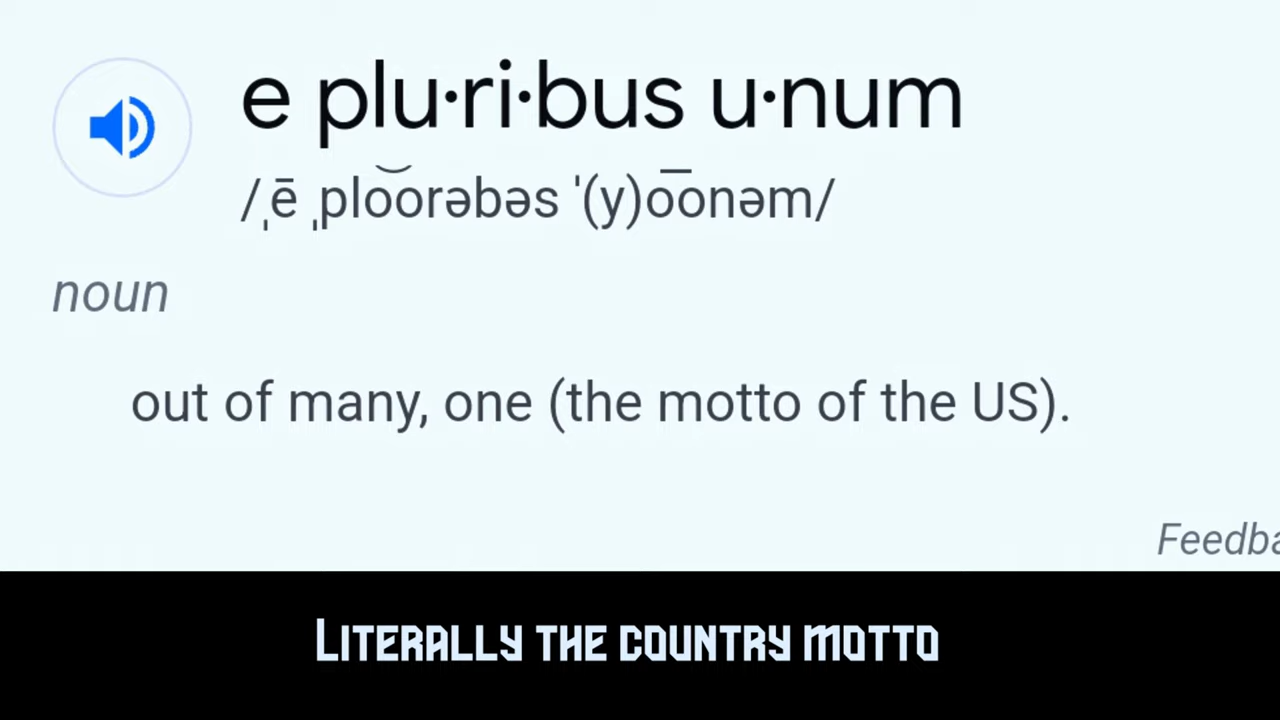 e plu·ri·bus u·num
/ˌē ˌplo͝orəbəs ˈ(y)o͞onəm/
noun
out of many, one (the motto of the US).
Feedba
Literally the country motto